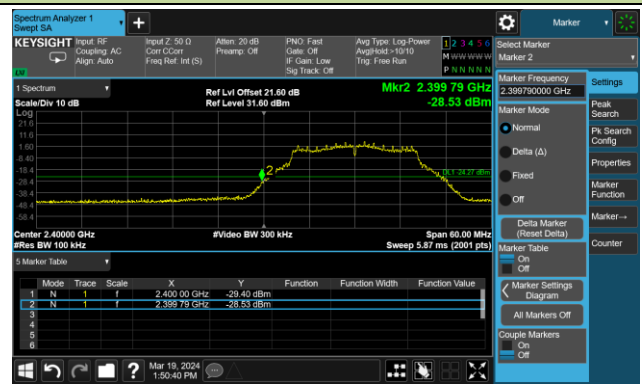 Spectrum Analyzer 1
Swept SA
+
Marker
KEYSIGHT
Input: RF
Coupling: AC
Align: Auto
Input Z: 50 Ω
Corr CCorr
Freq Ref: Int (S)
Atten: 20 dB
Preamp: Off
PNO: Fast
Gate: Off
IF Gain: Low
Sig Track: Off
Avg Type: Log-Power
Avg|Hold:>10/10
Trig: Free Run
1 2 3 4 5 6
M W W W W W
P N N N N N
LU
Select Marker
Marker 2
Marker Frequency
2.399790000 GHz
Marker Mode
Normal
Delta (Δ)
Fixed
Off
Delta Marker
(Reset Delta)
Marker Table
On
Off
Marker Settings
Diagram
All Markers Off
Couple Markers
On
Off
Settings
Peak
Search
Pk Search
Config
Properties
Marker
Function
Marker→
Counter
1 Spectrum
Scale/Div 10 dB
Log
Ref Lvl Offset 21.60 dB
Ref Level 31.60 dBm
Mkr2 2.399 79 GHz
-28.53 dBm
21.6
11.6
1.60
-8.40
-18.4
-28.4
-38.4
-48.4
-58.4
2
DL1 -24.27 dBm
Center 2.40000 GHz
#Res BW 100 kHz
#Video BW 300 kHz
Span 60.00 MHz
Sweep 5.87 ms (2001 pts)
5 Marker Table
Mode Trace Scale X Y Function Function Width Function Value
1 N 1 f 2.400 00 GHz -29.40 dBm
2 N 1 f 2.399 79 GHz -28.53 dBm
3
4
5
6
?
Mar 19, 2024
1:50:40 PM